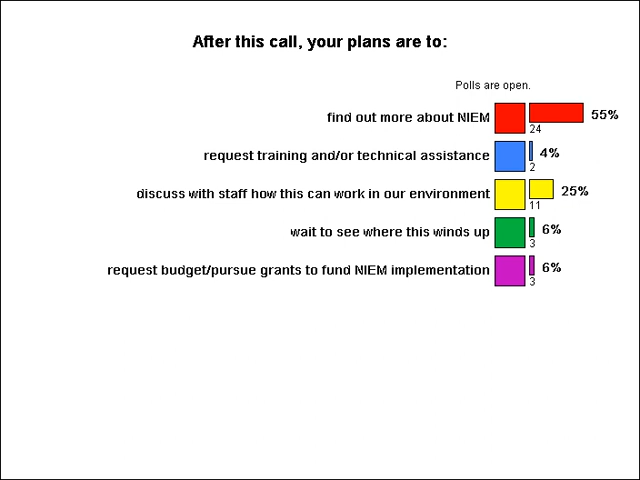 After this call, your plans are to:
Polls are open.
find out more about NIEM 55%
24
request training and/or technical assistance 4%
2
discuss with staff how this can work in our environment 25%
11
wait to see where this winds up 6%
3
request budget/pursue grants to fund NIEM implementation 6%
3